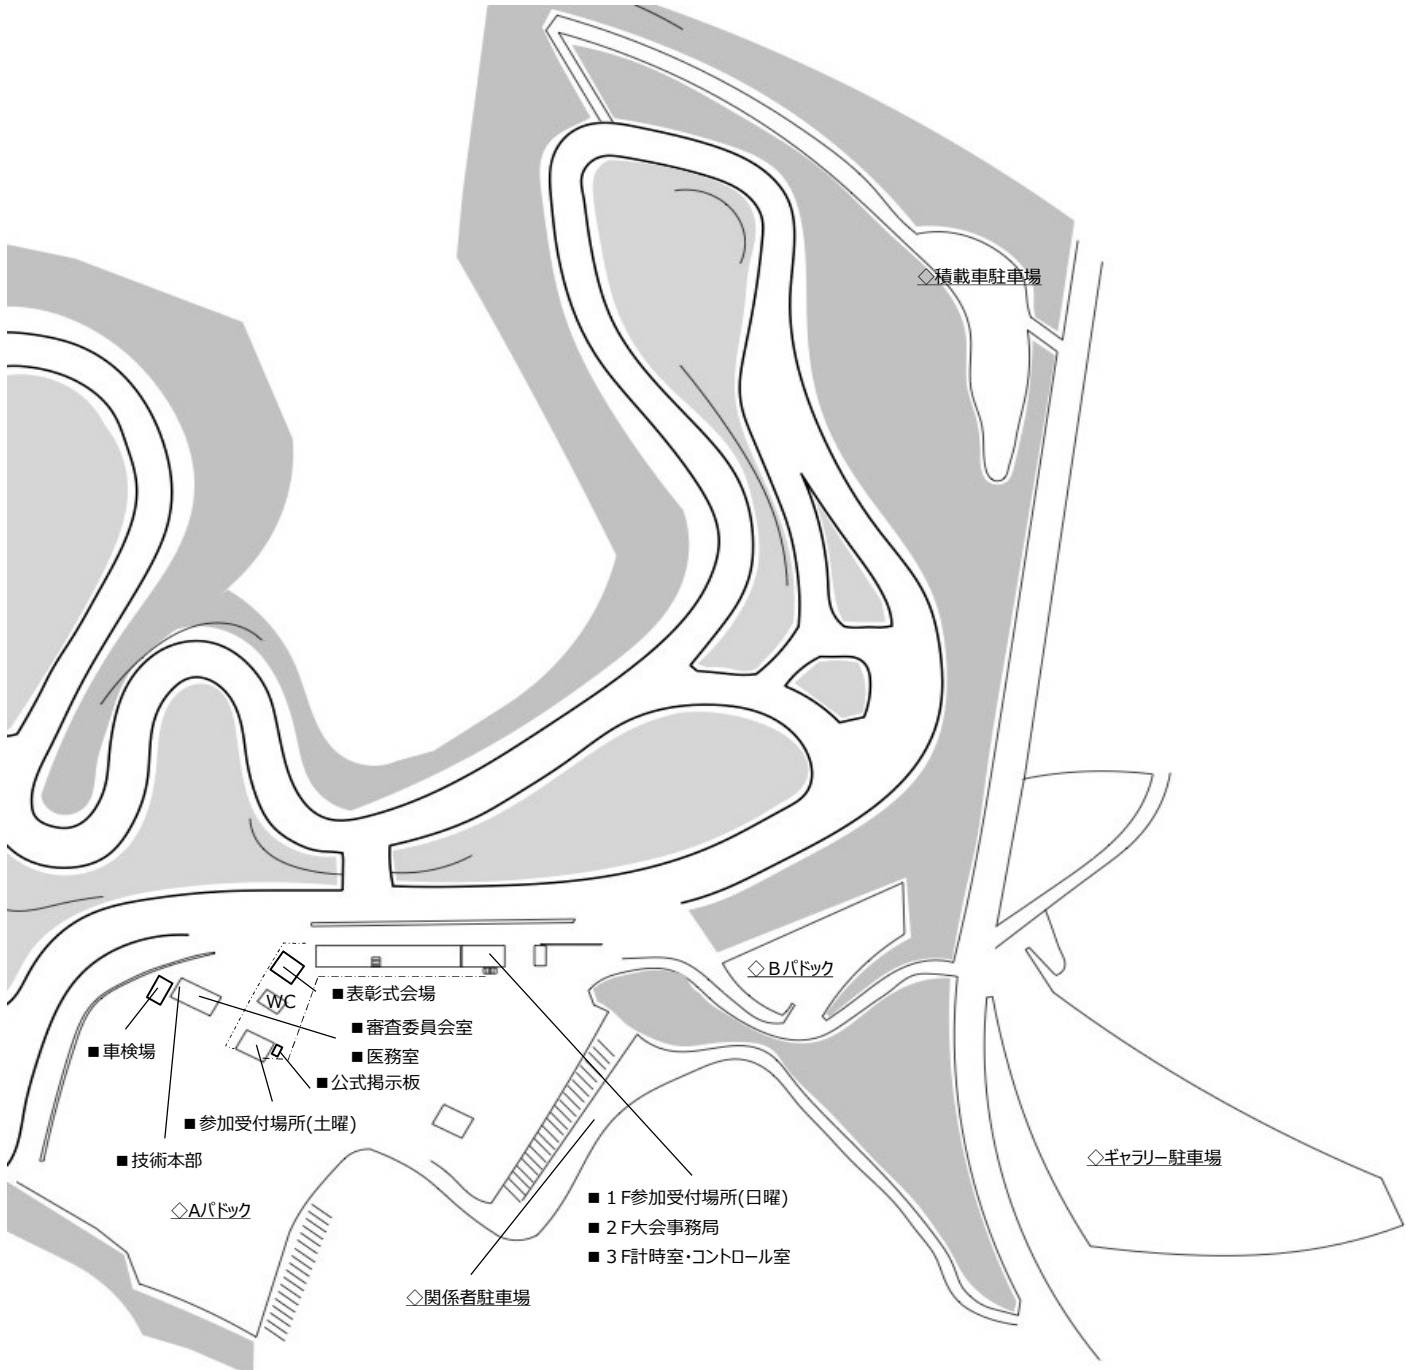 ◇積載車駐車場
◇Ｂパドック
■表彰式会場
WC
■審査委員会室
■車検場
■医務室
■公式掲示板
■参加受付場所(土曜)
■技術本部
◇ギャラリー駐車場
◇Aパドック
■１F参加受付場所(日曜)
■２F大会事務局
■３F計時室・コントロール室
◇関係者駐車場